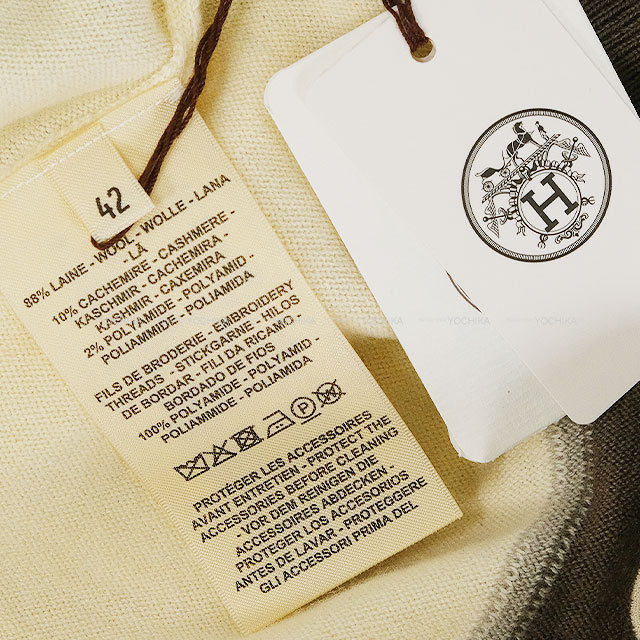 42
88% LAINE - WOOL - WOLLE - LANA
- LÃ
10% CACHEMIRE - CASHMERE -
KASCHMIR - CACHEMIRA -
KASHMIR - CAXEMIRA
2% POLYAMIDE - POLYAMID -
POLIAMMIDE - POLIAMIDA
FILS DE BRODERIE - EMBROIDERY
THREADS - STICKGARNE - HILOS
DE BORDAR - FILI DA RICAMO -
BORDADO DE FIOS
100% POLYAMIDE - POLYAMID -
POLIAMMIDE - POLIAMIDA
P
PROTÉGER LES ACCESSOIRES
AVANT ENTRETIEN - PROTECT THE
ACCESSORIES BEFORE CLEANING
- VOR DEM REINIGEN DIE
ACCESSOIRES ABDECKEN -
PROTEGER LOS ACCESORIOS
ANTES DE LAVAR - PROTEGGERE
GLI ACCESSORI PRIMA DEL
H
YOCHIKA
YOCHIKA